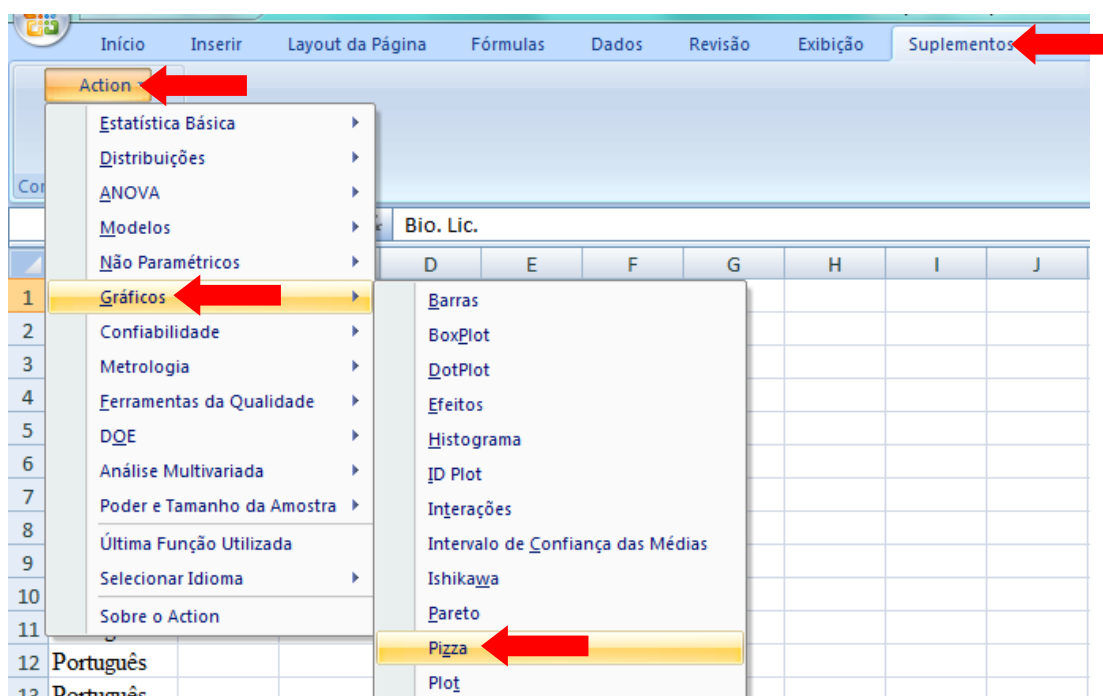 Início Inserir Layout da Página Fórmulas Dados Revisão Exibição Suplementos
Action
Estatística Básica
Distribuições
ANOVA
Modelos
Não Paramétricos
Gráficos
Confiabilidade
Metrologia
Ferramentas da Qualidade
DOE
Análise Multivariada
Poder e Tamanho da Amostra
Última Função Utilizada
Selecionar Idioma
Sobre o Action
Bio. Lic.
D E F G H I J
Barras
BoxPlot
DotPlot
Efeitos
Histograma
ID Plot
Interações
Intervalo de Confiança das Médias
Ishikawa
Pareto
Pizza
Plot
1
2
3
4
5
6
7
8
9
10
11
12 Português
13 Português